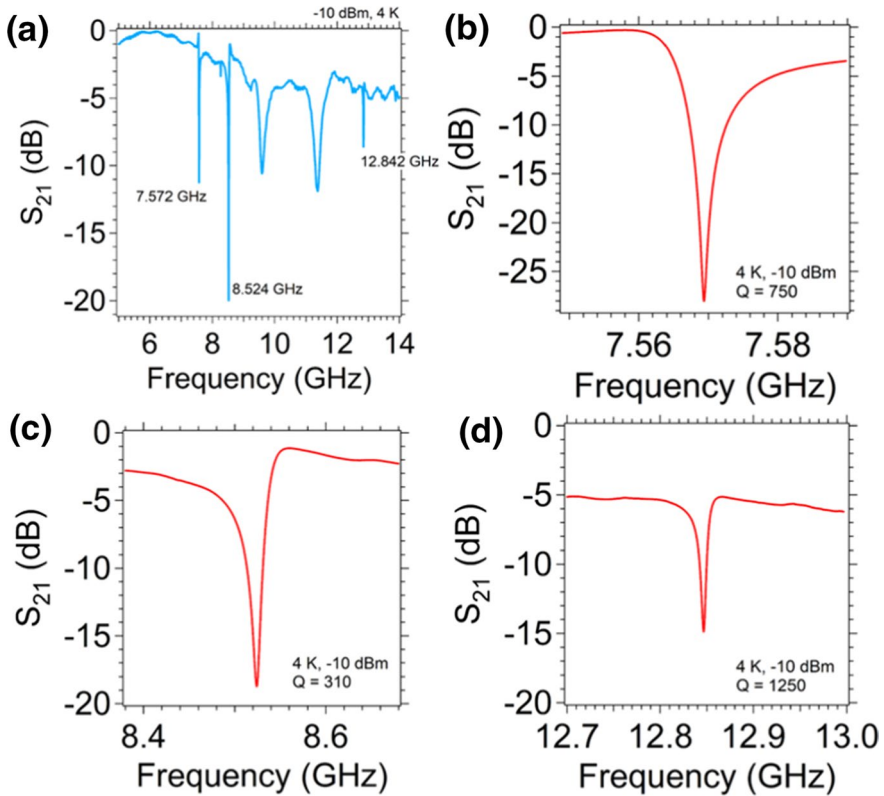 (a)
-10 dBm, 4 K
0
-5
-10
-15
-20
S21 (dB)
7.572 GHz
8.524 GHz
12.842 GHz
6 8 10 12 14
Frequency (GHz)
(b)
0
-5
-10
-15
-20
-25
S21 (dB)
4 K, -10 dBm
Q = 750
7.56 7.58
Frequency (GHz)
(c)
0
-5
-10
-15
-20
S21 (dB)
4 K, -10 dBm
Q = 310
8.4 8.6
Frequency (GHz)
(d)
0
-5
-10
-15
-20
S21 (dB)
4 K, -10 dBm
Q = 1250
12.7 12.8 12.9 13.0
Frequency (GHz)